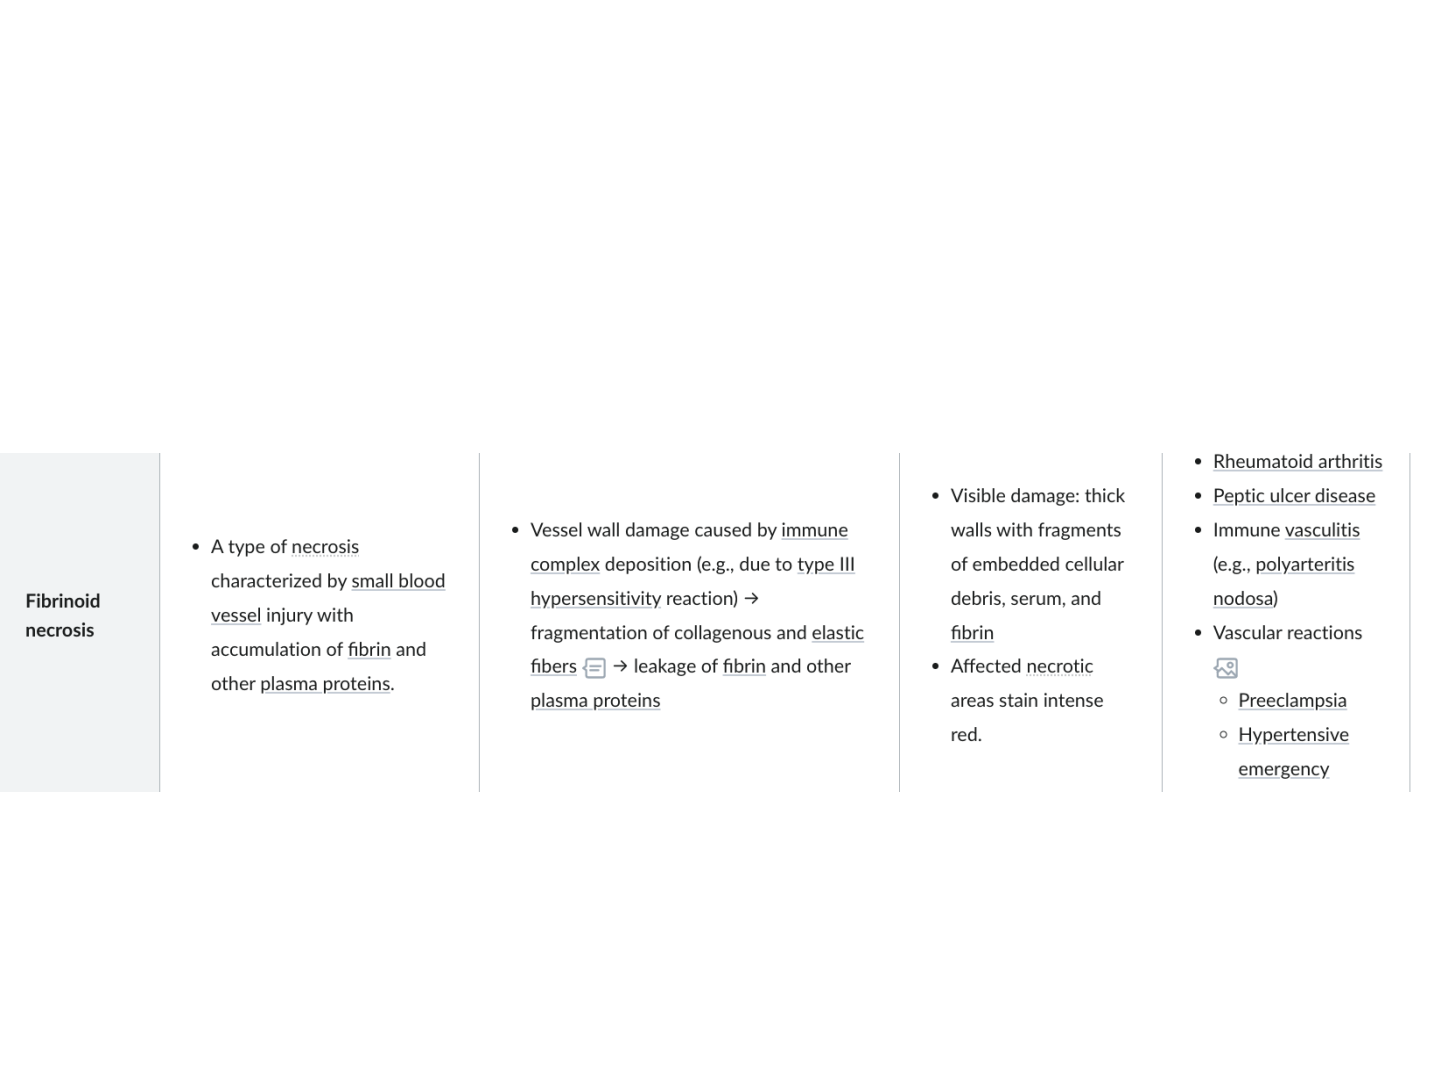 Fibrinoid
necrosis
• A type of necrosis
characterized by small blood
vessel injury with
accumulation of fibrin and
other plasma proteins.
• Vessel wall damage caused by immune
complex deposition (e.g., due to type III
hypersensitivity reaction) →
fragmentation of collagenous and elastic
fibers → leakage of fibrin and other
plasma proteins
• Visible damage: thick
walls with fragments
of embedded cellular
debris, serum, and
fibrin
• Affected necrotic
areas stain intense
red.
• Rheumatoid arthritis
• Peptic ulcer disease
• Immune vasculitis
(e.g., polyarteritis
nodosa)
• Vascular reactions
○ Preeclampsia
○ Hypertensive
emergency